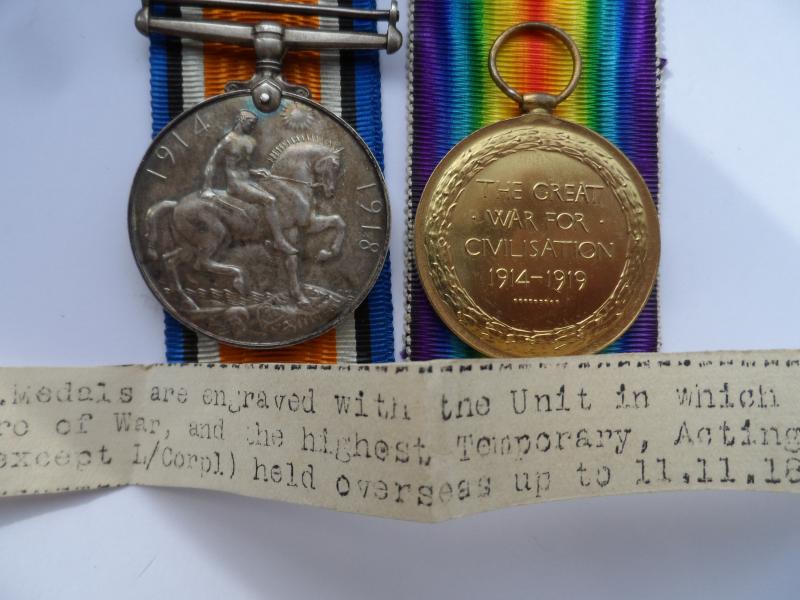 1914
1918
THE GREAT
WAR FOR
CIVILISATION
1914-1919
.Medals are engraved with the Unit in which
re of War, and the highest Temporary, Acting
except L/Corpl) held overseas up to 11.11.18